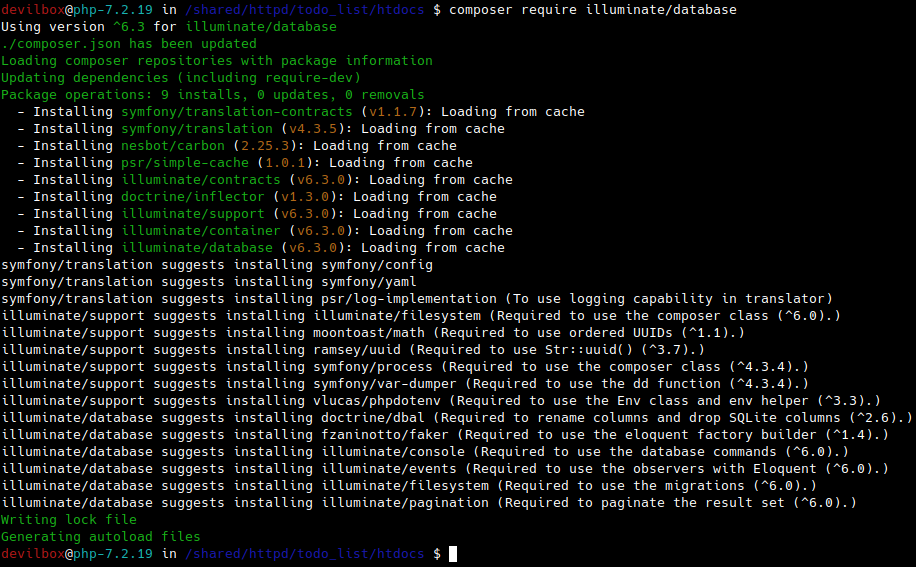 devilbox@php-7.2.19 in /shared/httpd/todo_list/htdocs $ composer require illuminate/database
Using version ^6.3 for illuminate/database
./composer.json has been updated
Loading composer repositories with package information
Updating dependencies (including require-dev)
Package operations: 9 installs, 0 updates, 0 removals
  - Installing symfony/translation-contracts (v1.1.7): Loading from cache
  - Installing symfony/translation (v4.3.5): Loading from cache
  - Installing nesbot/carbon (2.25.3): Loading from cache
  - Installing psr/simple-cache (1.0.1): Loading from cache
  - Installing illuminate/contracts (v6.3.0): Loading from cache
  - Installing doctrine/inflector (v1.3.0): Loading from cache
  - Installing illuminate/support (v6.3.0): Loading from cache
  - Installing illuminate/container (v6.3.0): Loading from cache
  - Installing illuminate/database (v6.3.0): Loading from cache
symfony/translation suggests installing symfony/config
symfony/translation suggests installing symfony/yaml
symfony/translation suggests installing psr/log-implementation (To use logging capability in translator)
illuminate/support suggests installing illuminate/filesystem (Required to use the composer class (^6.0).)
illuminate/support suggests installing moontoast/math (Required to use ordered UUIDs (^1.1).)
illuminate/support suggests installing ramsey/uuid (Required to use Str::uuid() (^3.7).)
illuminate/support suggests installing symfony/process (Required to use the composer class (^4.3.4).)
illuminate/support suggests installing symfony/var-dumper (Required to use the dd function (^4.3.4).)
illuminate/support suggests installing vlucas/phpdotenv (Required to use the Env class and env helper (^3.3).)
illuminate/database suggests installing doctrine/dbal (Required to rename columns and drop SQLite columns (^2.6).)
illuminate/database suggests installing fzaninotto/faker (Required to use the eloquent factory builder (^1.4).)
illuminate/database suggests installing illuminate/console (Required to use the database commands (^6.0).)
illuminate/database suggests installing illuminate/events (Required to use the observers with Eloquent (^6.0).)
illuminate/database suggests installing illuminate/filesystem (Required to use the migrations (^6.0).)
illuminate/database suggests installing illuminate/pagination (Required to paginate the result set (^6.0).)
Writing lock file
Generating autoload files
devilbox@php-7.2.19 in /shared/httpd/todo_list/htdocs $